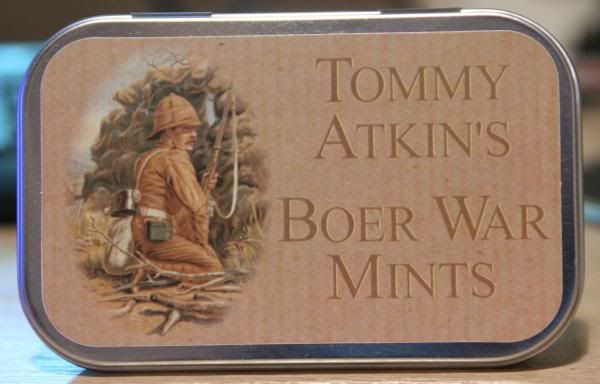 Tommy
Atkin's
Boer War
Mints